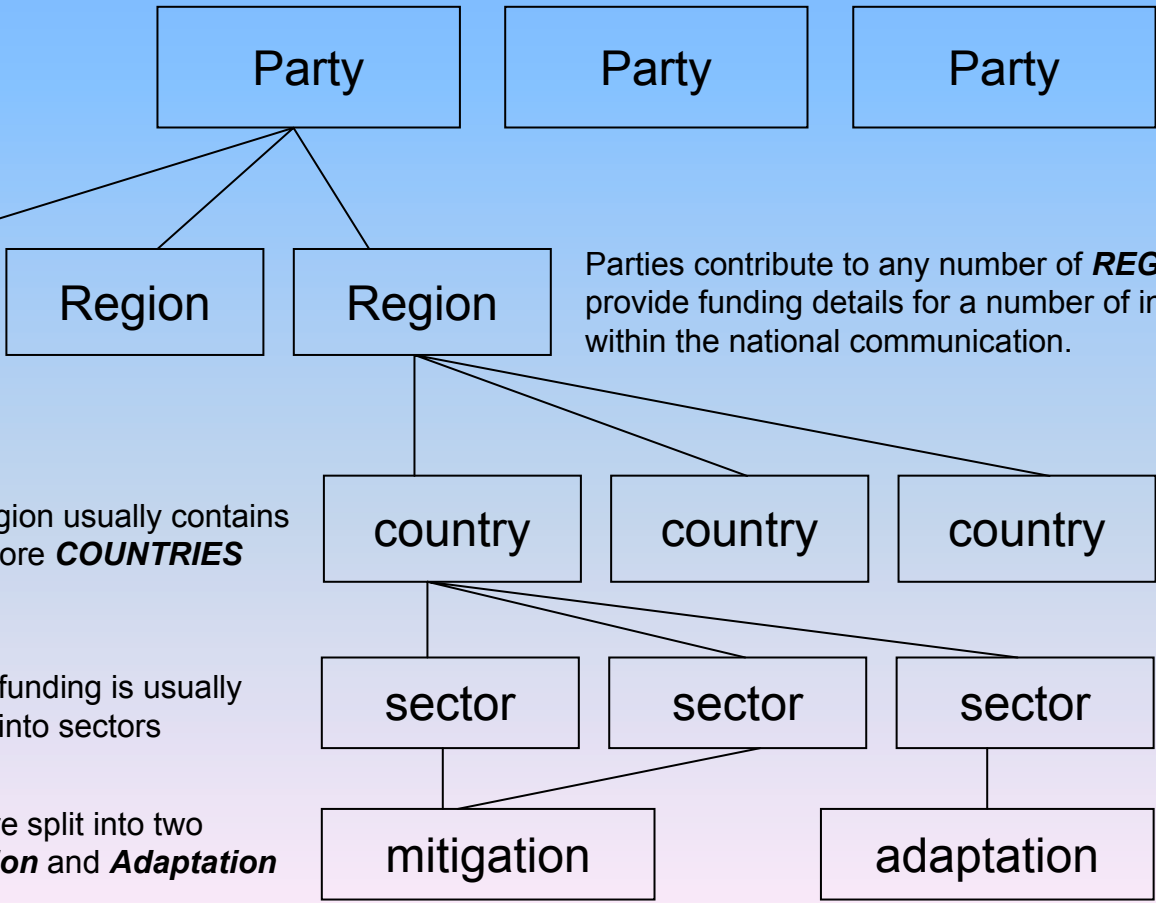 Party
Party
Party
Region
Region
Parties contribute to any number of REG
provide funding details for a number of in
within the national communication.
gion usually contains
ore COUNTRIES
country
country
country
funding is usually
into sectors
sector
sector
sector
e split into two
ion and Adaptation
mitigation
adaptation